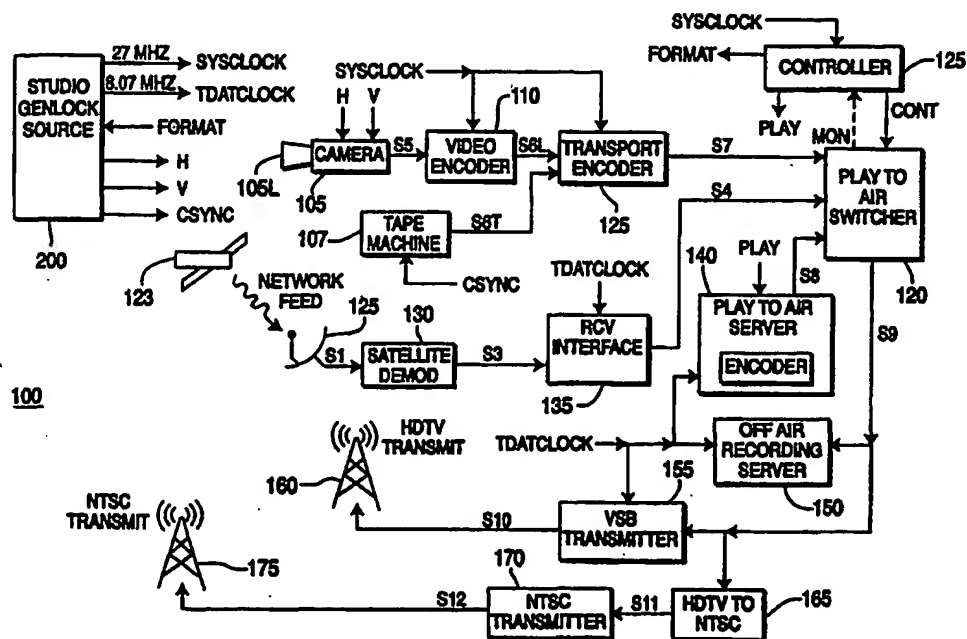 SYSCLOCK
27 MHZ
SYSCLOCK
8.07 MHZ
TDATCLOCK
STUDIO
GENLOCK
SOURCE
FORMAT
H
V
CSYNC
200
SYSCLOCK
110
H V
105L
CAMERA
105
S5
VIDEO
ENCODER
S6L
TRANSPORT
ENCODER
125
S7
FORMAT
CONTROLLER
125
PLAY
MON
CONT
S4
PLAY TO
AIR
SWITCHER
120
107
TAPE
MACHINE
S6T
CSYNC
123
NETWORK
FEED
125
S1
130
SATELLITE
DEMOD
S3
TDATCLOCK
RCV
INTERFACE
135
140
PLAY
S8
PLAY TO AIR
SERVER
ENCODER
S9
100
HDTV
TRANSMIT
TDATCLOCK
OFF AIR
RECORDING
SERVER
150
160
155
NTSC
TRANSMIT
S10
VSB
TRANSMITTER
175
170
S12
NTSC
TRANSMITTER
S11
HDTV TO
NTSC
165